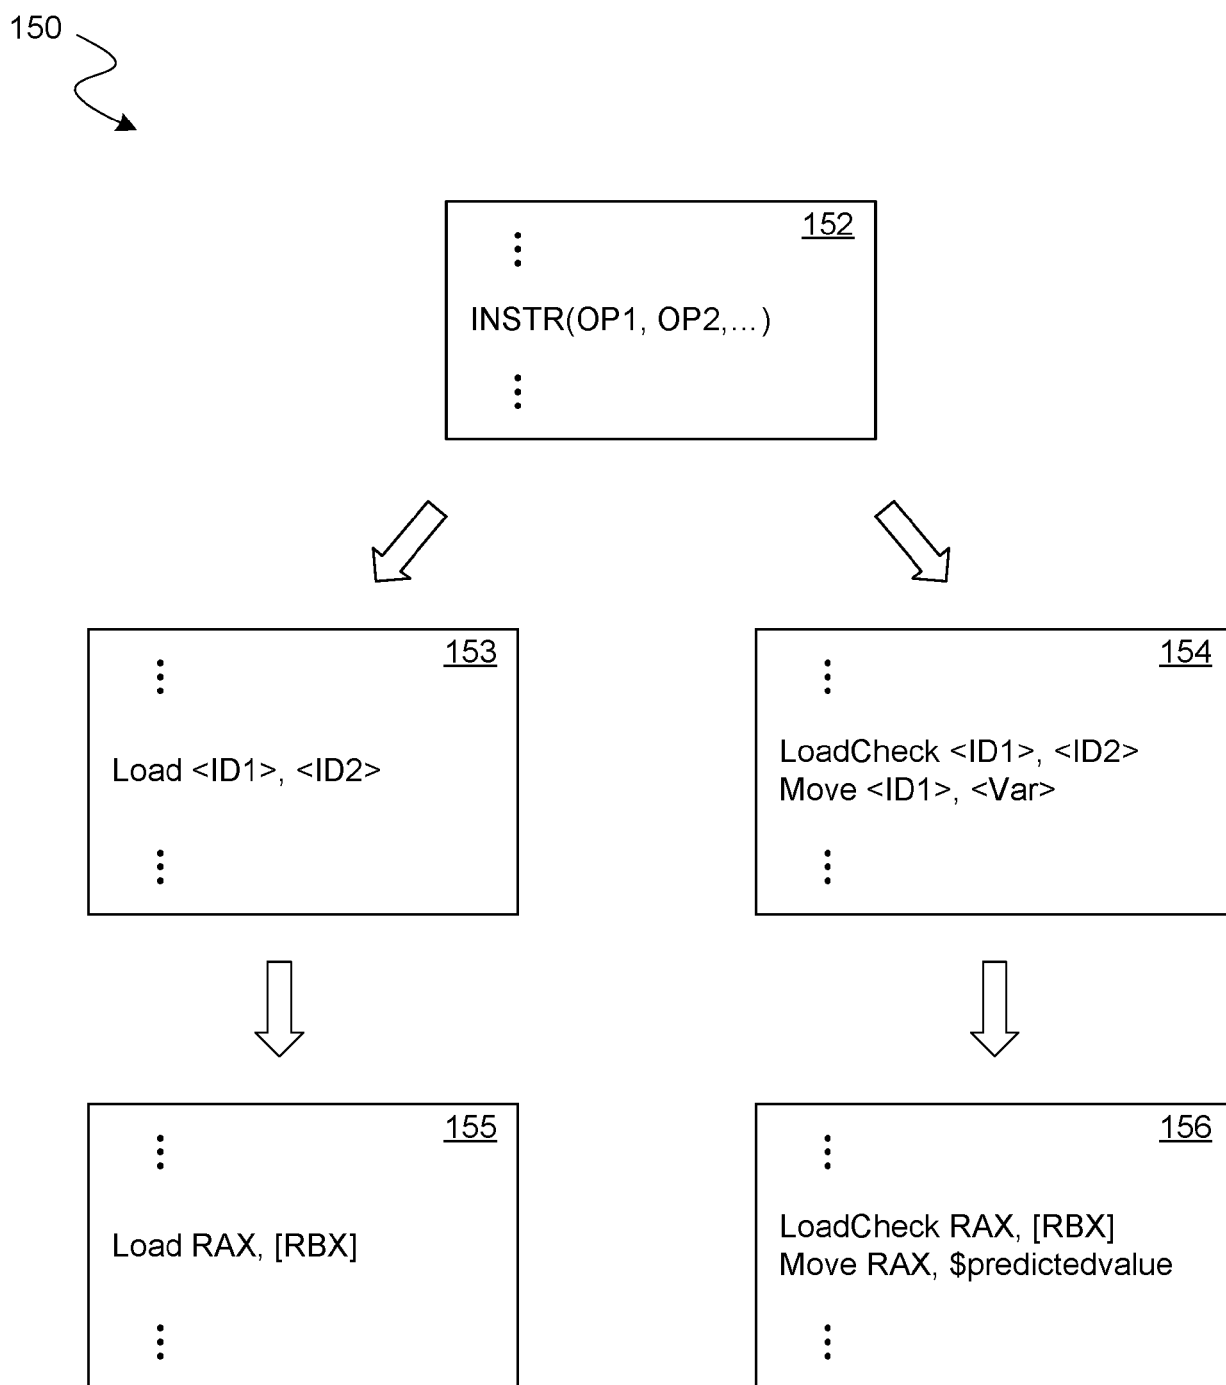 150
152
⋮
INSTR(OP1, OP2,...)
⋮
153
⋮
Load <ID1>, <ID2>
⋮
154
⋮
LoadCheck <ID1>, <ID2>
Move <ID1>, <Var>
⋮
155
⋮
Load RAX, [RBX]
⋮
156
⋮
LoadCheck RAX, [RBX]
Move RAX, $predictedvalue
⋮